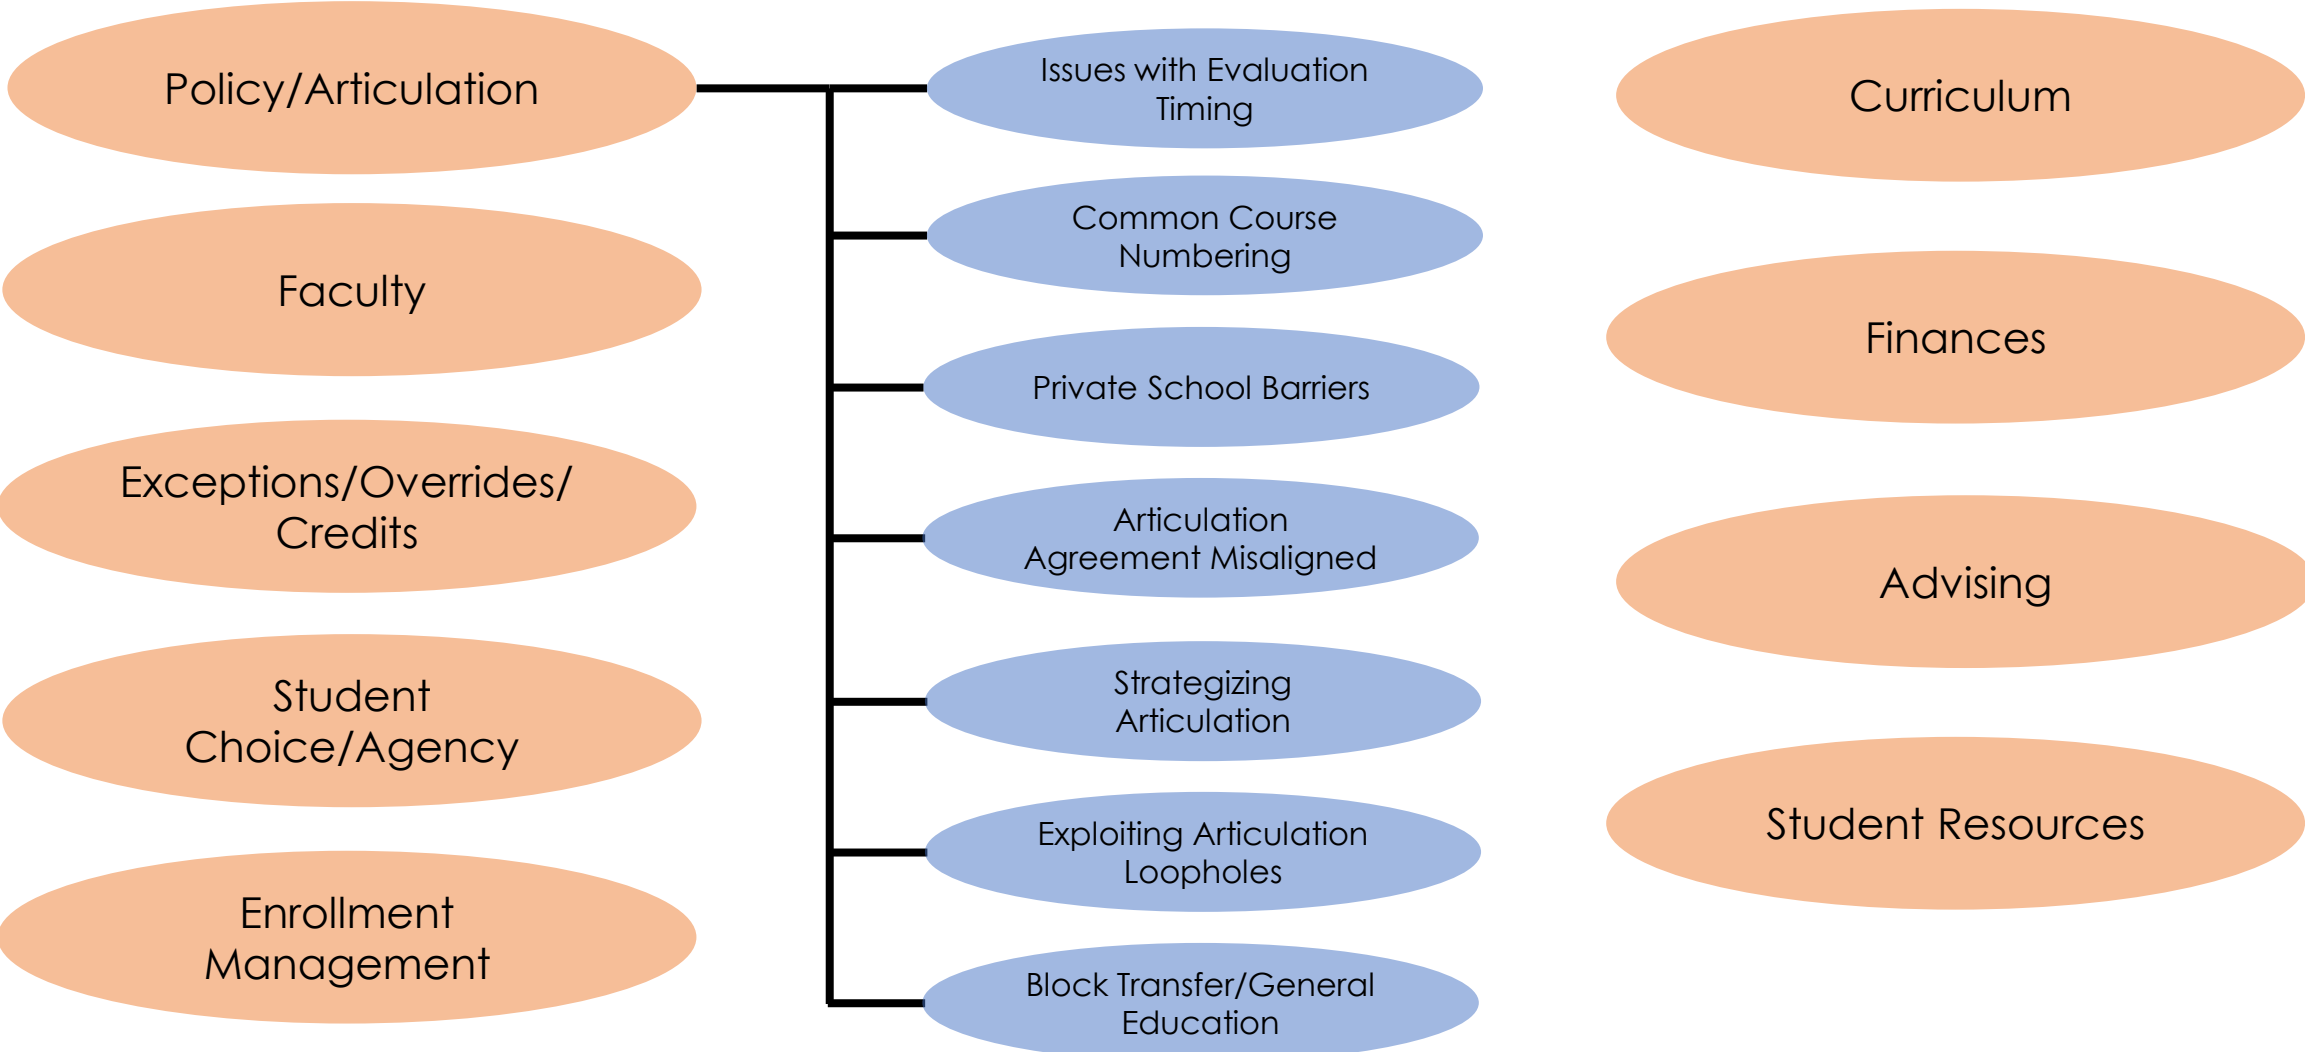 Policy/Articulation
Faculty
Exceptions/Overrides/
Credits
Student
Choice/Agency
Enrollment
Management
Issues with Evaluation
Timing
Common Course
Numbering
Private School Barriers
Articulation
Agreement Misaligned
Strategizing
Articulation
Exploiting Articulation
Loopholes
Block Transfer/General
Education
Curriculum
Finances
Advising
Student Resources